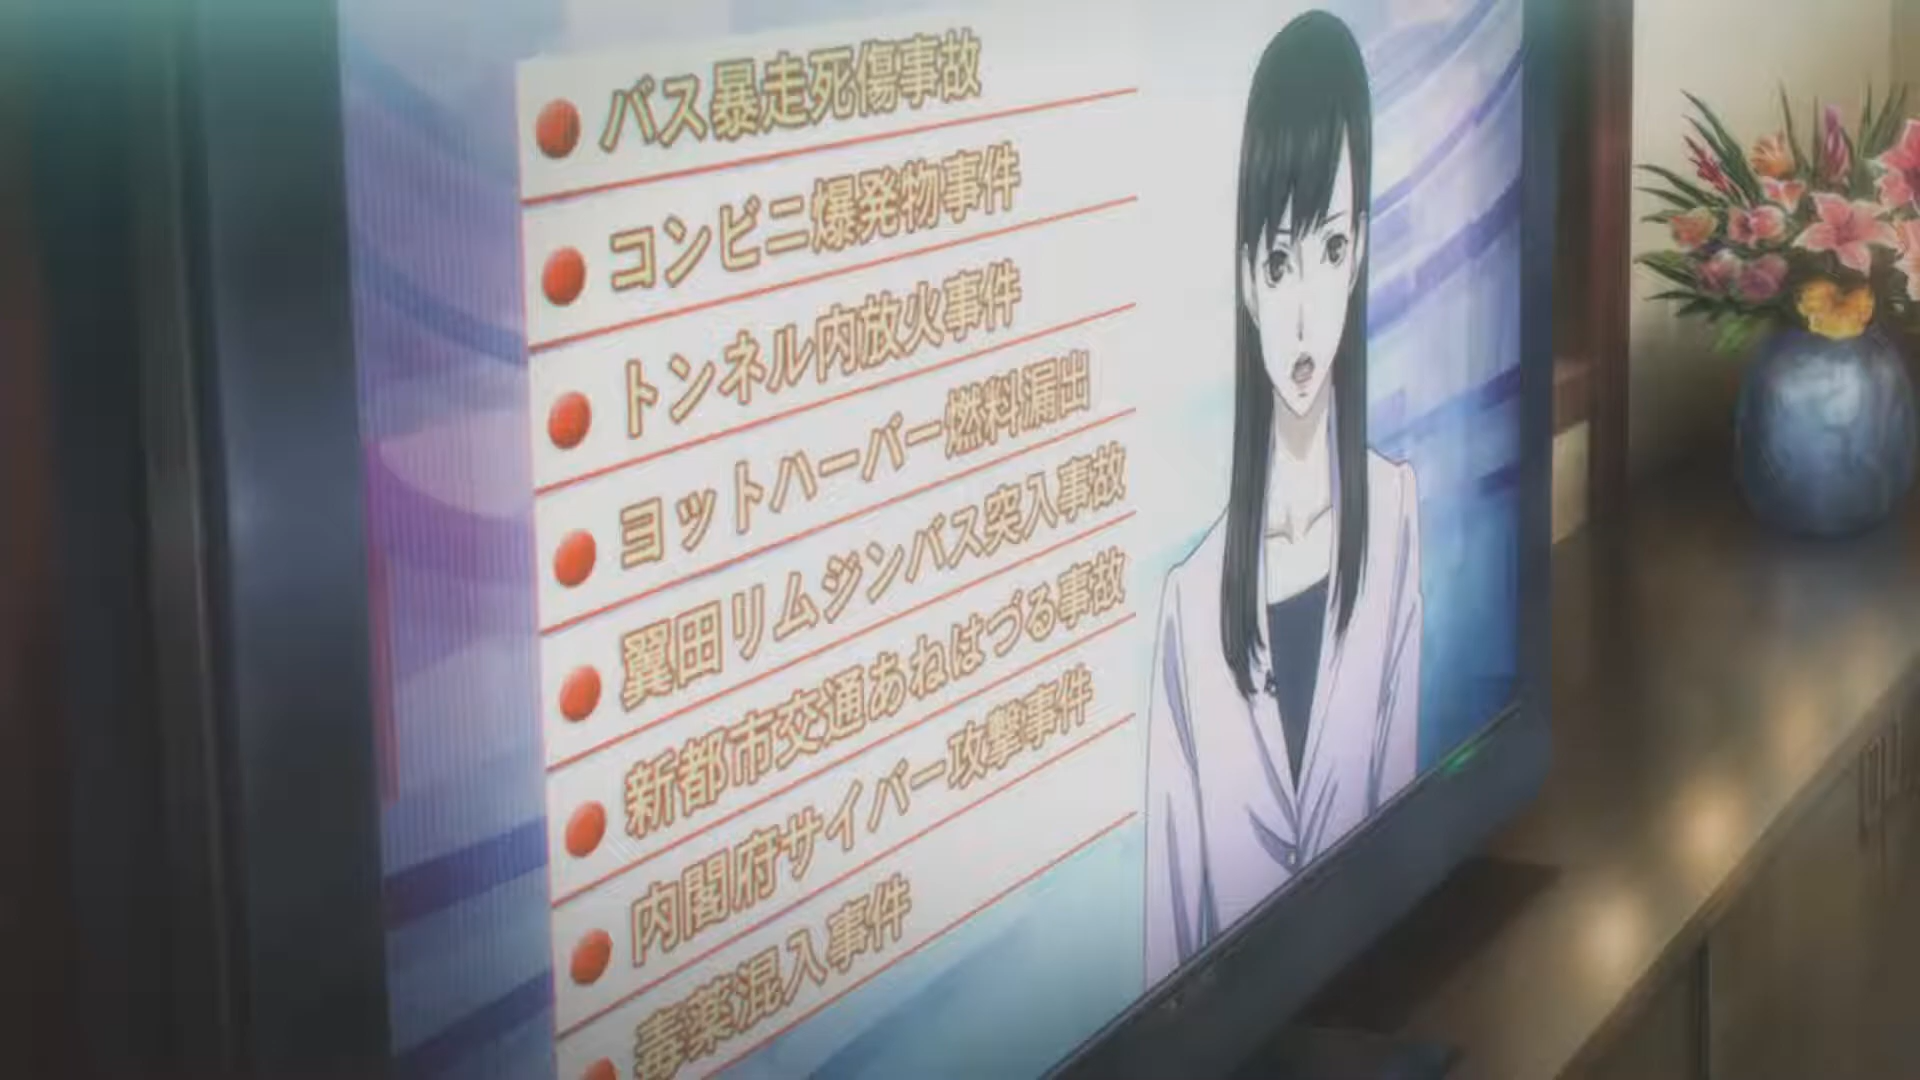 バス暴走死傷事故
コンビニ爆発物事件
トンネル内放火事件
ヨットハーバー燃料漏出
翼田リムジンバス突入事故
新都市交通あねはづる事故
内閣府サイバー攻撃事件
毒薬混入事件